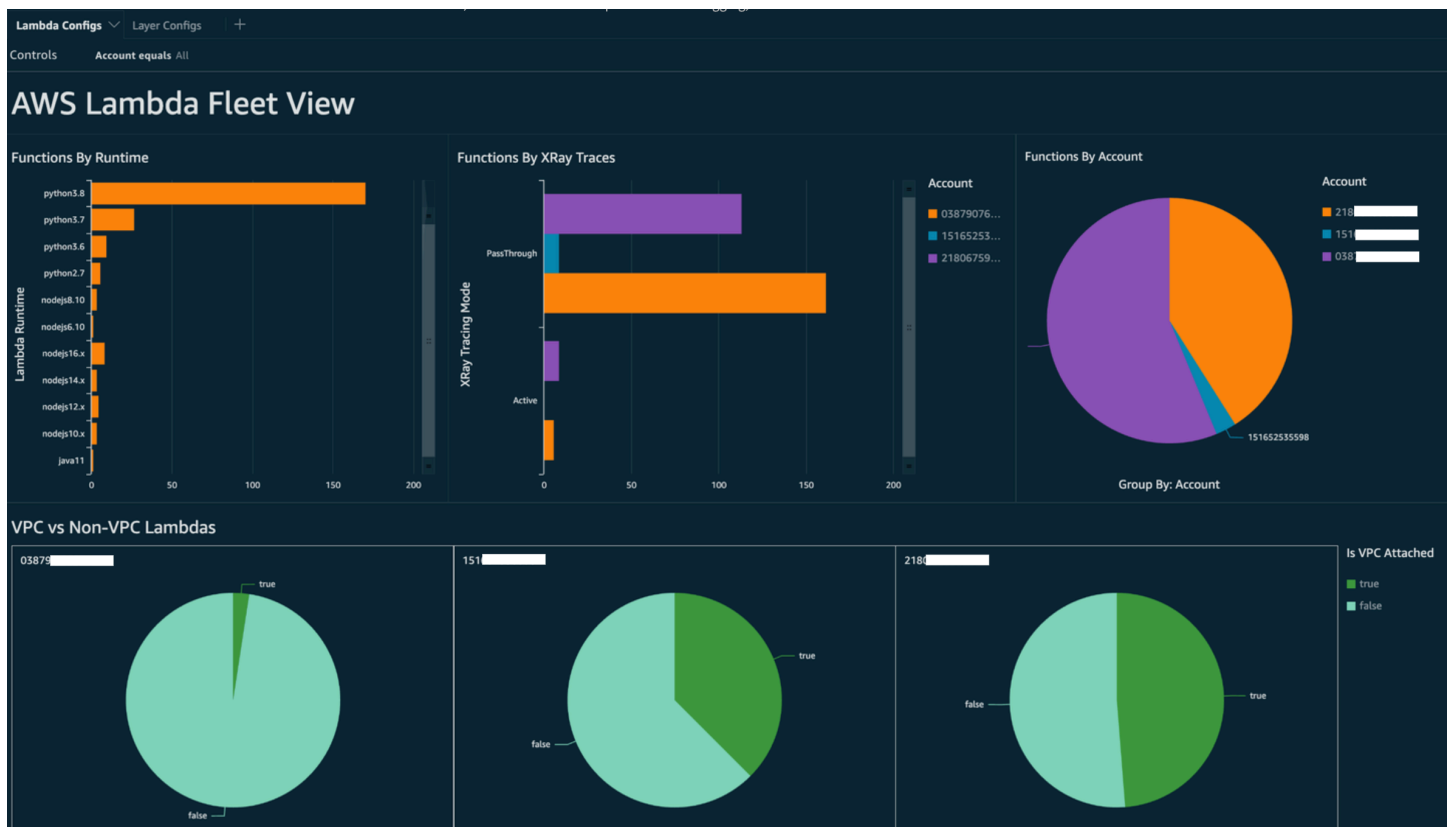 Lambda Configs Layer Configs +
Controls Account equals All
AWS Lambda Fleet View
Functions By Runtime
Lambda Runtime
python3.8
python3.7
python3.6
python2.7
nodejs8.10
nodejs6.10
nodejs16.x
nodejs14.x
nodejs12.x
nodejs10.x
java11
0 50 100 150 200
Functions By XRay Traces
XRay Tracing Mode
PassThrough
Active
0 50 100 150 200
Account
03879076...
15165253...
21806759...
Functions By Account
151652535598
Group By: Account
Account
218
151
038
VPC vs Non-VPC Lambdas
03879
true
false
151
true
false
218
true
false
Is VPC Attached
true
false